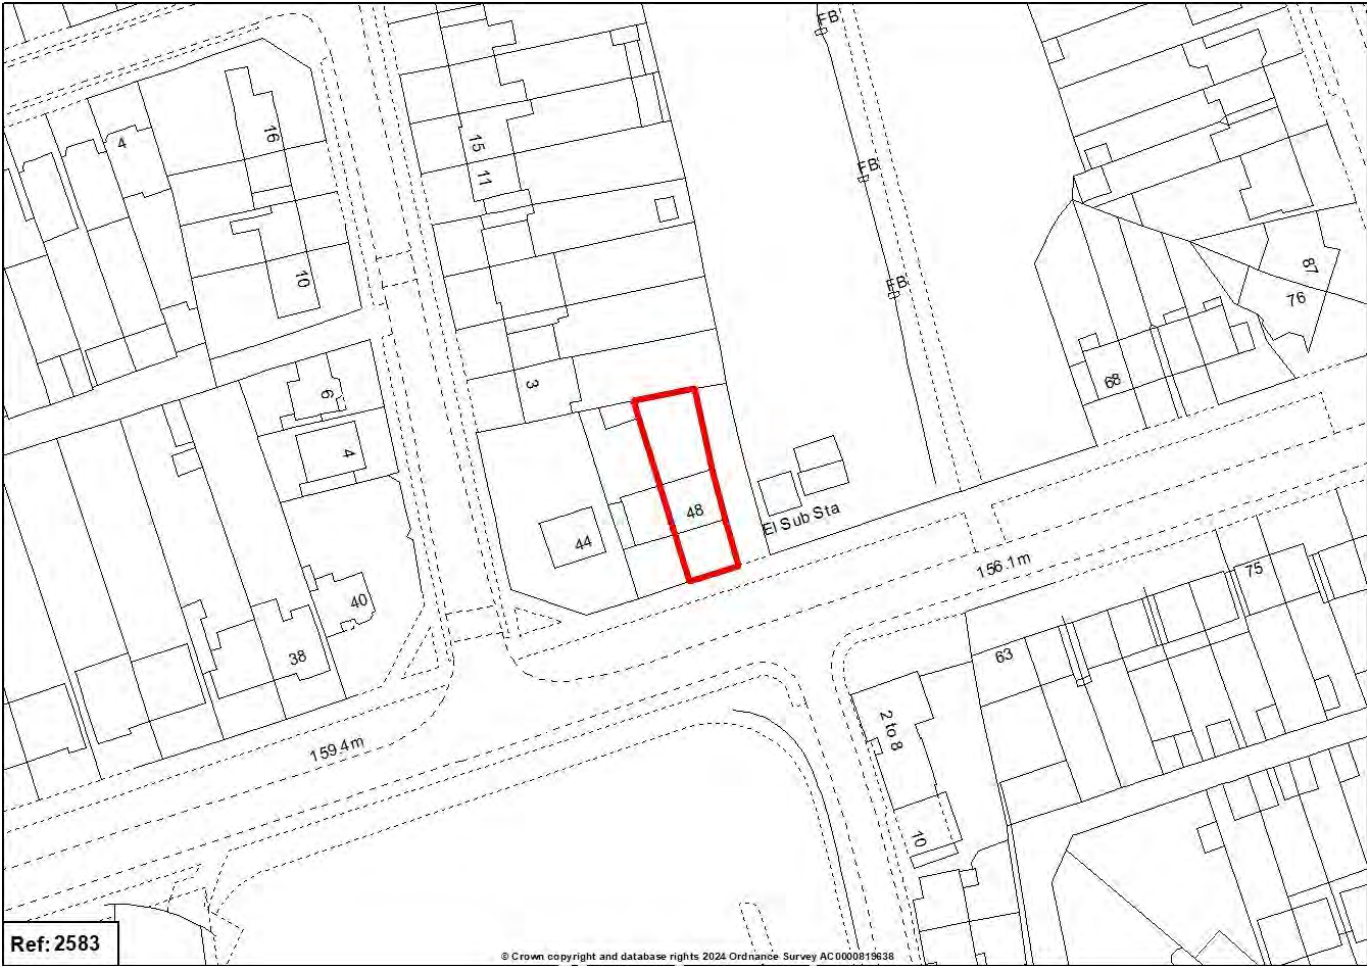 FB
4
16
15
FB
11
87
10
FB
76
68
3
6
4
48
El Sub Sta
44
156.1m
75
40
63
38
2 to 8
159.4m
10
Ref: 2583
© Crown copyright and database rights 2024 Ordnance Survey AC0000819638